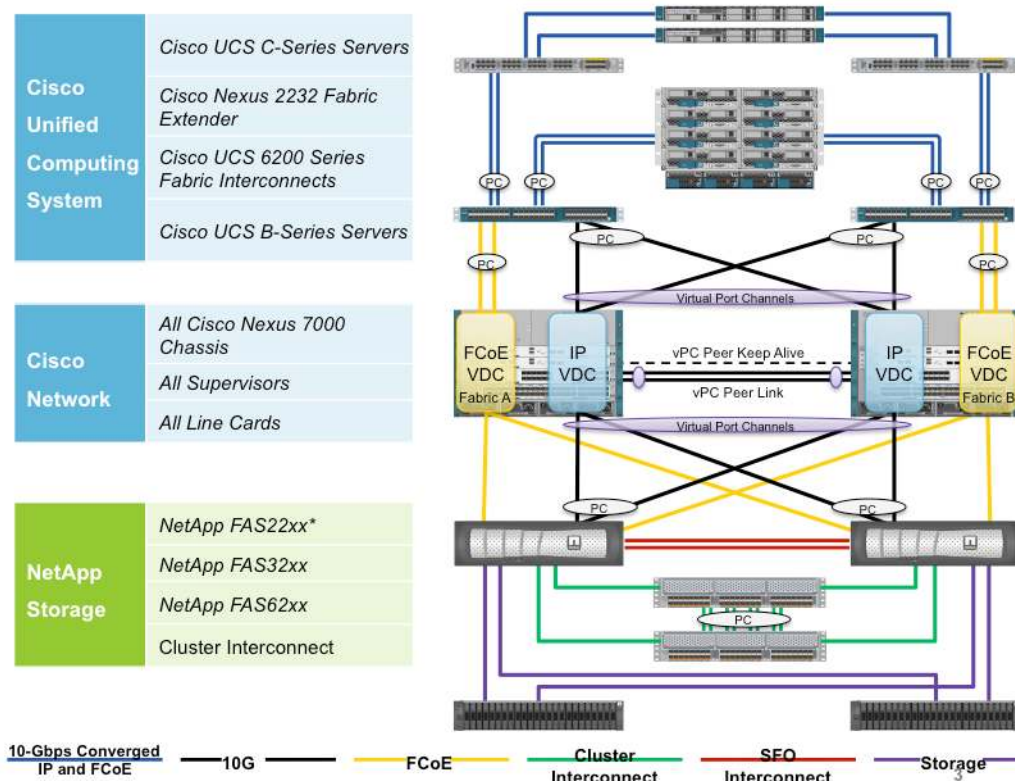 Cisco
Unified
Computing
System
Cisco UCS C-Series Servers
Cisco Nexus 2232 Fabric
Extender
Cisco UCS 6200 Series
Fabric Interconnects
Cisco UCS B-Series Servers
Cisco
Network
All Cisco Nexus 7000
Chassis
All Supervisors
All Line Cards
NetApp
Storage
NetApp FAS22xx*
NetApp FAS32xx
NetApp FAS62xx
Cluster Interconnect
PC
PC
PC
PC
PC
PC
PC
PC
Virtual Port Channels
FCoE
VDC
Fabric A
IP
VDC
vPC Peer Keep Alive
vPC Peer Link
IP
VDC
FCoE
VDC
Fabric B
Virtual Port Channels
PC
PC
PC
10-Gbps Converged
IP and FCoE
10G
FCoE
Cluster
Interconnect
SFO
Interconnect
Storage
3